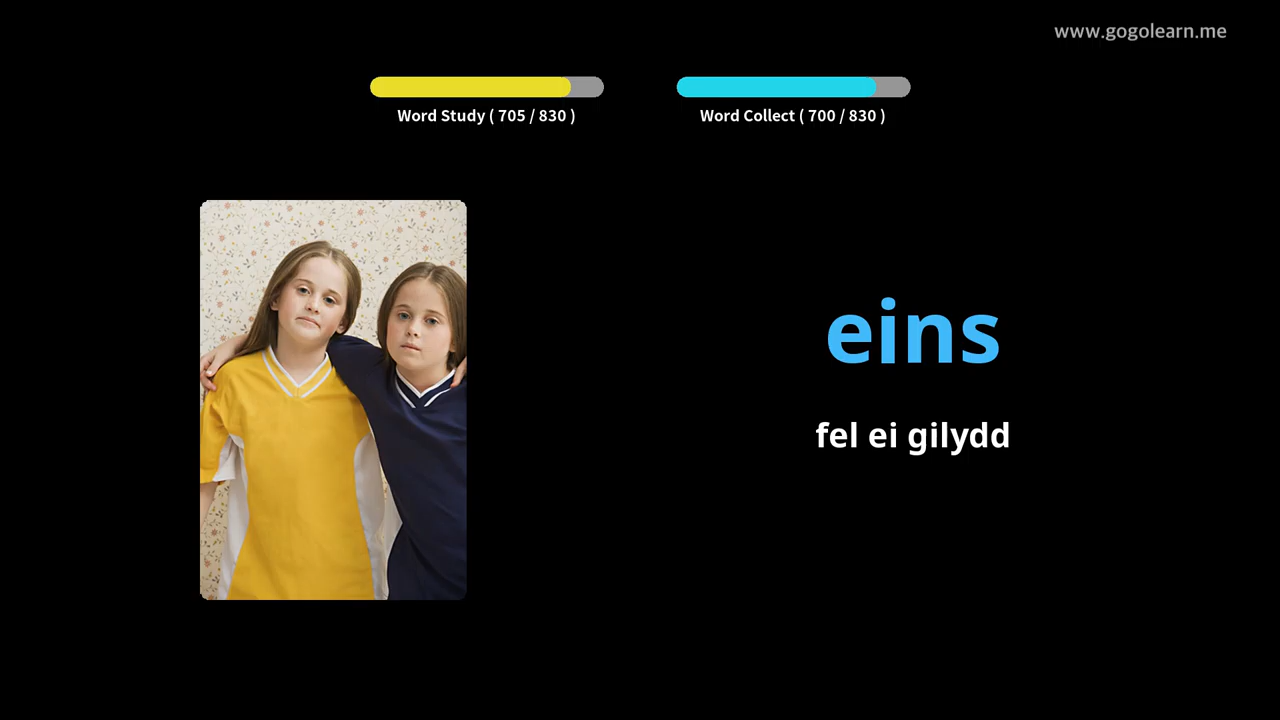 www.gogolearn.me
Word Study ( 705 / 830 )
Word Collect ( 700 / 830 )
eins
fel ei gilydd